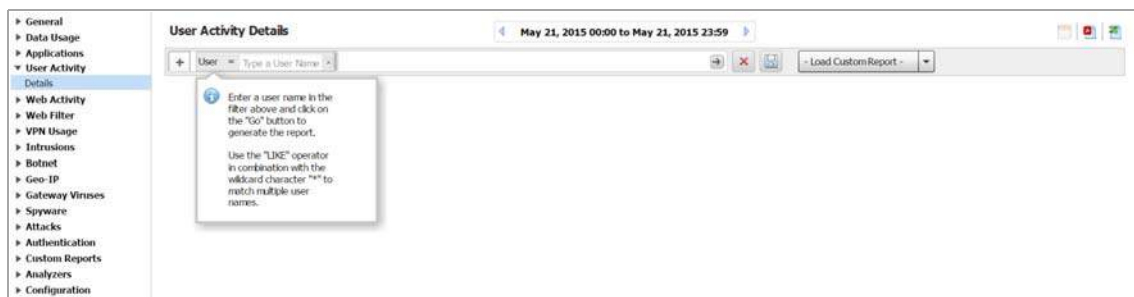 General
Data Usage
Applications
User Activity
Details
Web Activity
Web Filter
VPN Usage
Intrusions
Botnet
Geo-IP
Gateway Viruses
Spyware
Attacks
Authentication
Custom Reports
Analyzers
Configuration
User Activity Details
May 21, 2015 00:00 to May 21, 2015 23:59
+ User = Type a User Name
- Load Custom Report -
Enter a user name in the
filter above and click on
the "Go" button to
generate the report.
Use the "LIKE" operator
in combination with the
wildcard character "*" to
match multiple user
names.